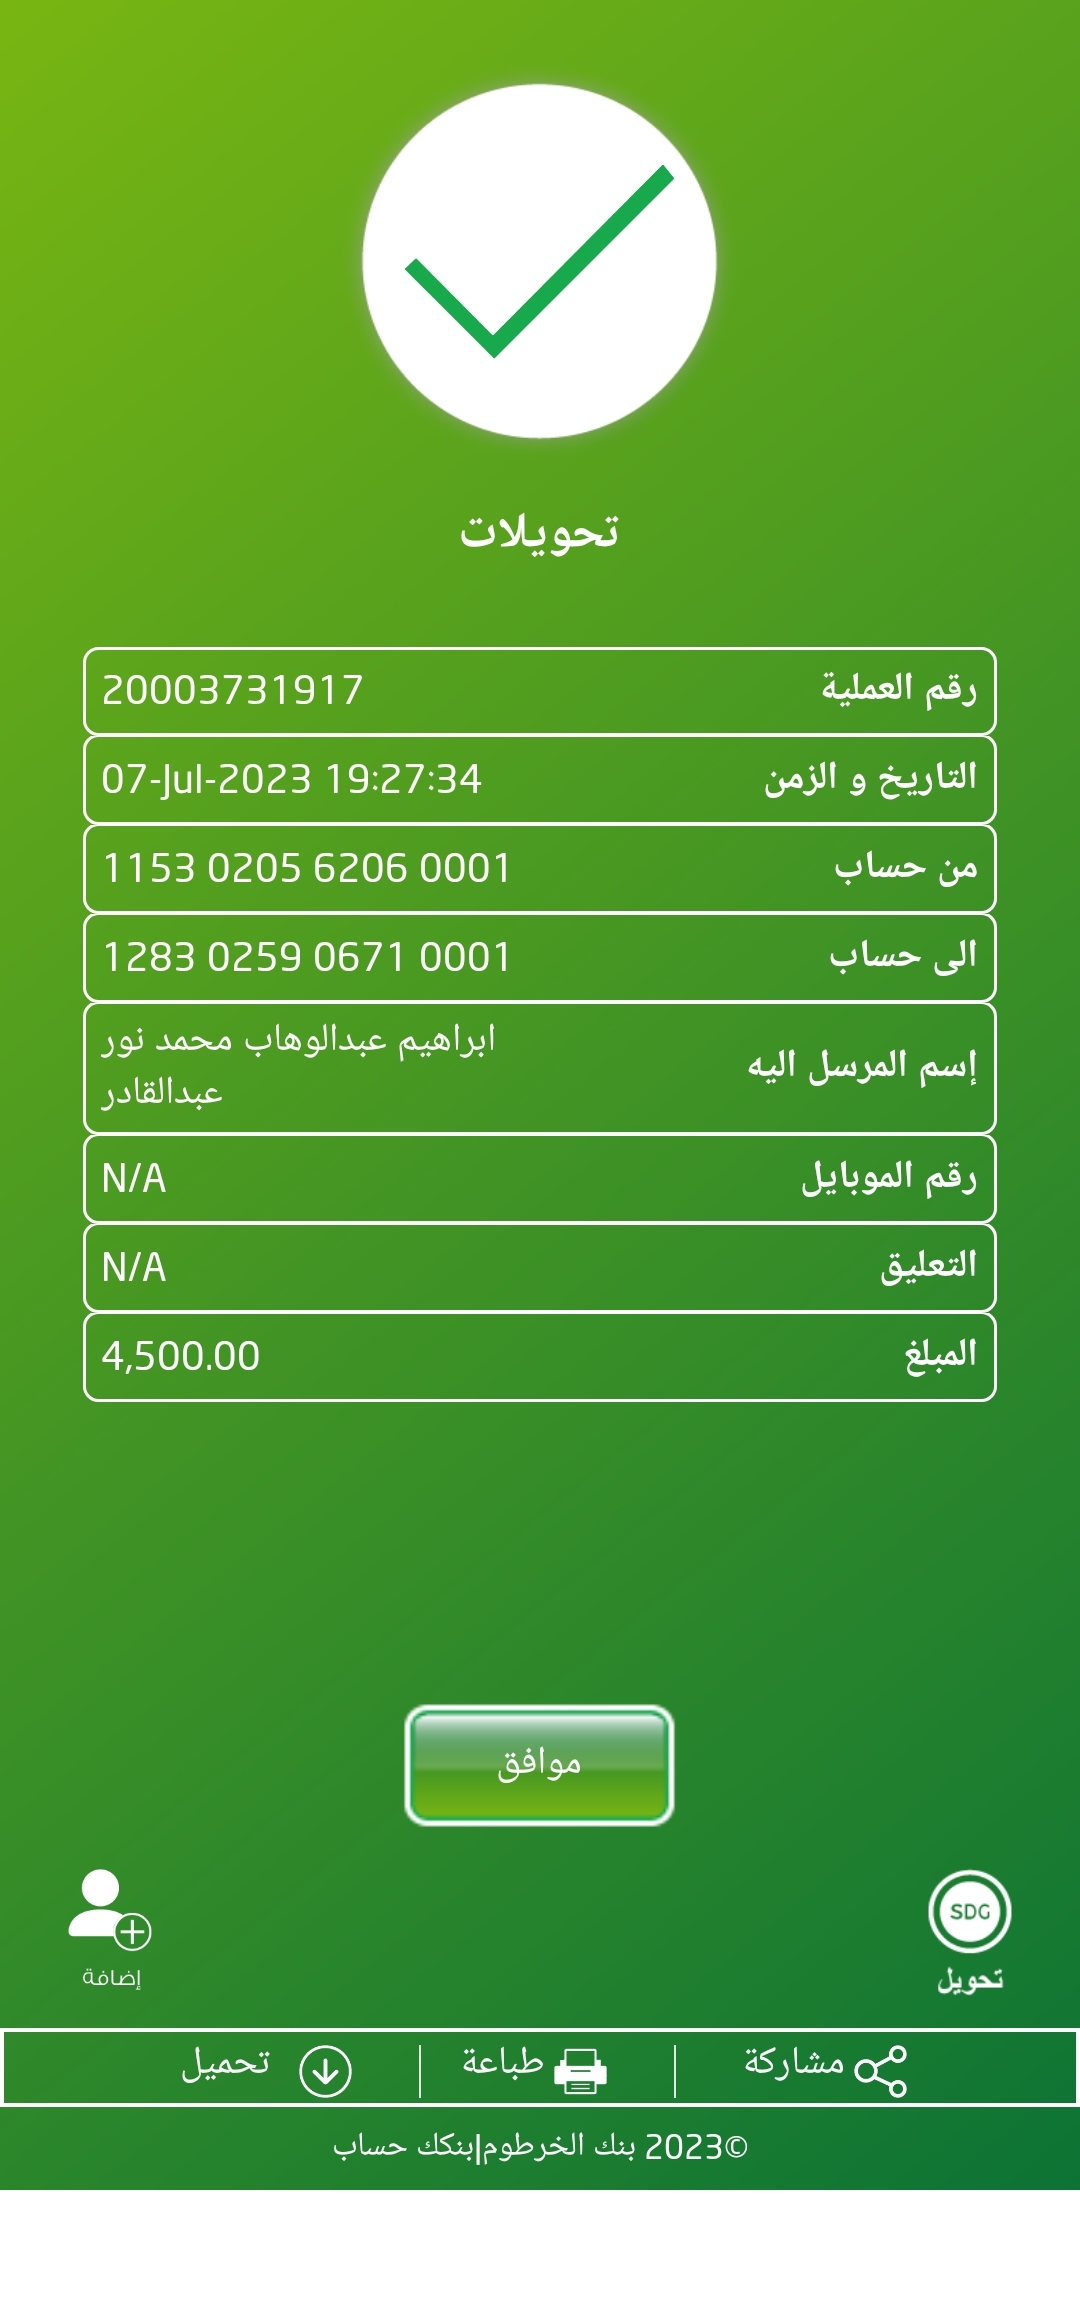 تحويلات
رقم العملية 20003731917
التاريخ و الزمن 07-Jul-2023 19:27:34
من حساب 1153 0205 6206 0001
الى حساب 1283 0259 0671 0001
إسم المرسل اليه ابراهيم عبدالوهاب محمد نور
عبدالقادر
رقم الموبايل N/A
التعليق N/A
المبلغ 4,500.00
موافق
SDG
تحويل
إضافة
مشاركة
طباعة
تحميل
©2023 بنك الخرطوم|بنكك حساب